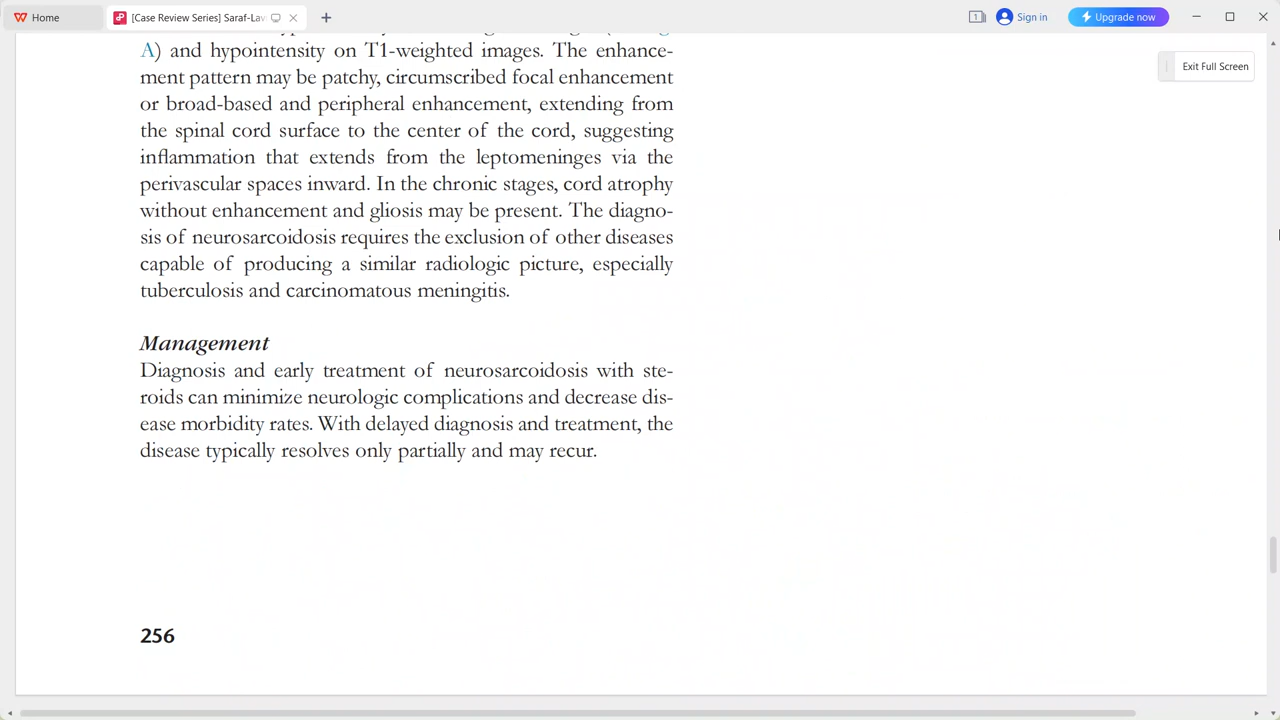 Home
[Case Review Series] Saraf-Lav
1
Sign in
Upgrade now
Exit Full Screen
A) and hypointensity on T1-weighted images. The enhance-
ment pattern may be patchy, circumscribed focal enhancement
or broad-based and peripheral enhancement, extending from
the spinal cord surface to the center of the cord, suggesting
inflammation that extends from the leptomeninges via the
perivascular spaces inward. In the chronic stages, cord atrophy
without enhancement and gliosis may be present. The diagno-
sis of neurosarcoidosis requires the exclusion of other diseases
capable of producing a similar radiologic picture, especially
tuberculosis and carcinomatous meningitis.
Management
Diagnosis and early treatment of neurosarcoidosis with ste-
roids can minimize neurologic complications and decrease dis-
ease morbidity rates. With delayed diagnosis and treatment, the
disease typically resolves only partially and may recur.
256